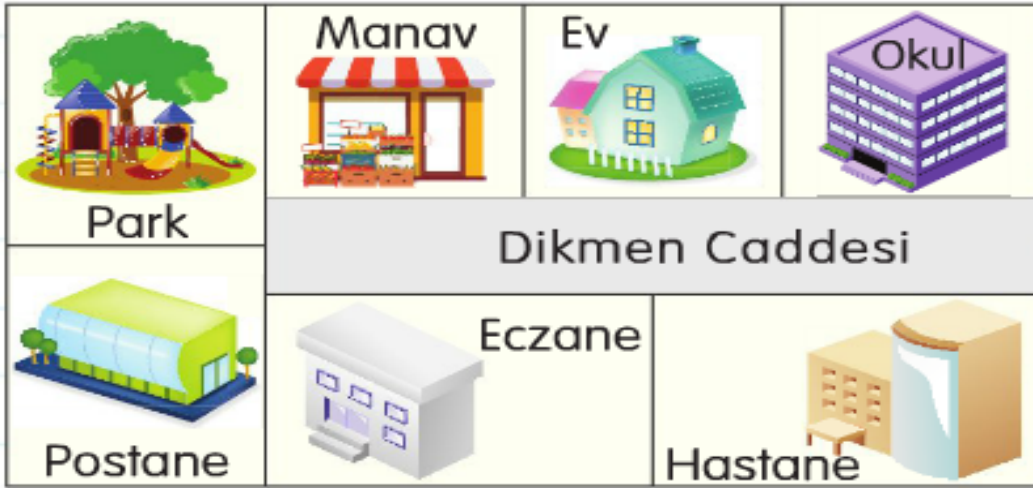 Manav
Ev
Okul
Park
Dikmen Caddesi
Eczane
Postane
Hastane